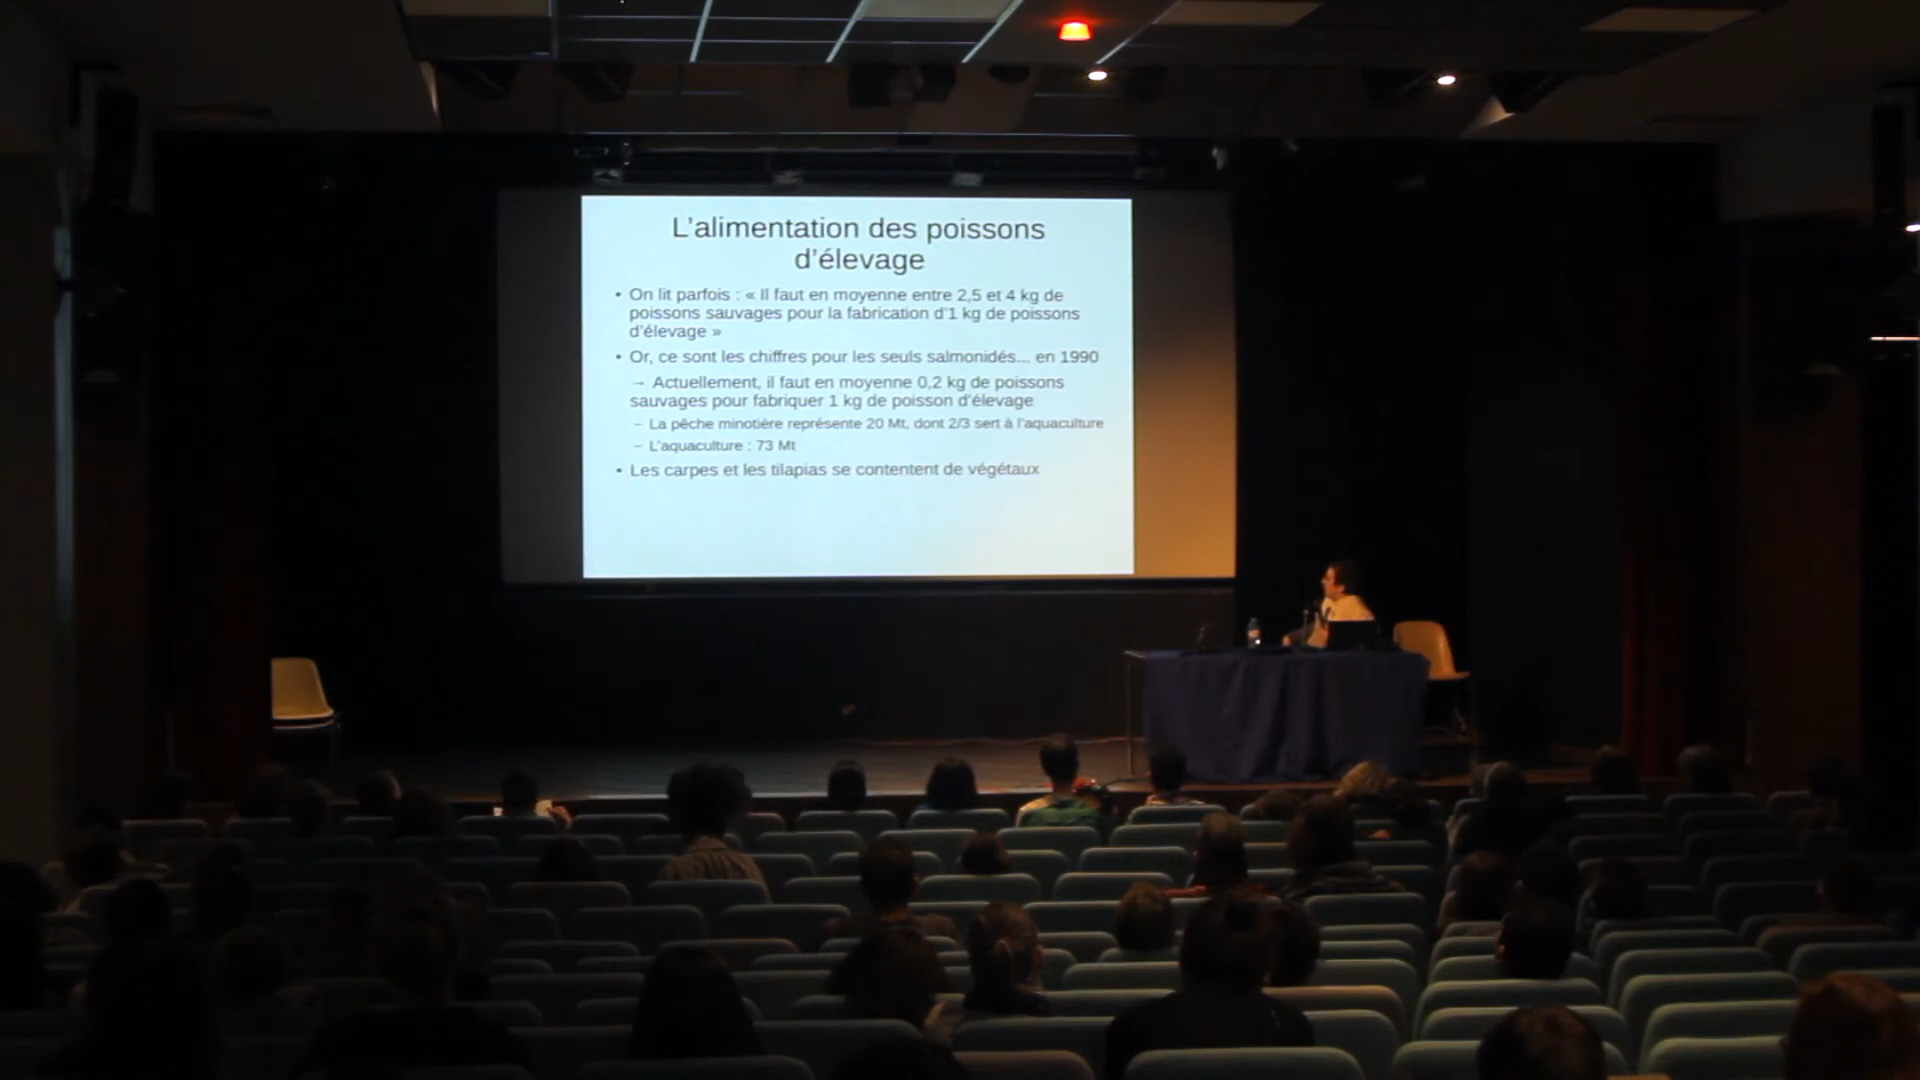 L'alimentation des poissons
d'élevage
• On lit parfois : « Il faut en moyenne entre 2,5 et 4 kg de
poissons sauvages pour la fabrication d'1 kg de poissons
d'élevage »
• Or, ce sont les chiffres pour les seuls salmonidés... en 1990
→ Actuellement, il faut en moyenne 0,2 kg de poissons
sauvages pour fabriquer 1 kg de poisson d'élevage
– La pêche minotière représente 20 Mt, dont 2/3 sert à l'aquaculture
– L'aquaculture : 73 Mt
• Les carpes et les tilapias se contentent de végétaux